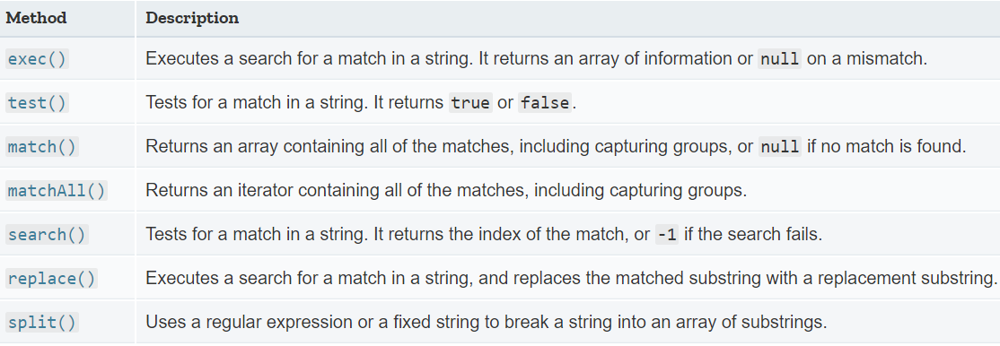 Method Description
exec() Executes a search for a match in a string. It returns an array of information or null on a mismatch.
test() Tests for a match in a string. It returns true or false.
match() Returns an array containing all of the matches, including capturing groups, or null if no match is found.
matchAll() Returns an iterator containing all of the matches, including capturing groups.
search() Tests for a match in a string. It returns the index of the match, or -1 if the search fails.
replace() Executes a search for a match in a string, and replaces the matched substring with a replacement substring.
split() Uses a regular expression or a fixed string to break a string into an array of substrings.